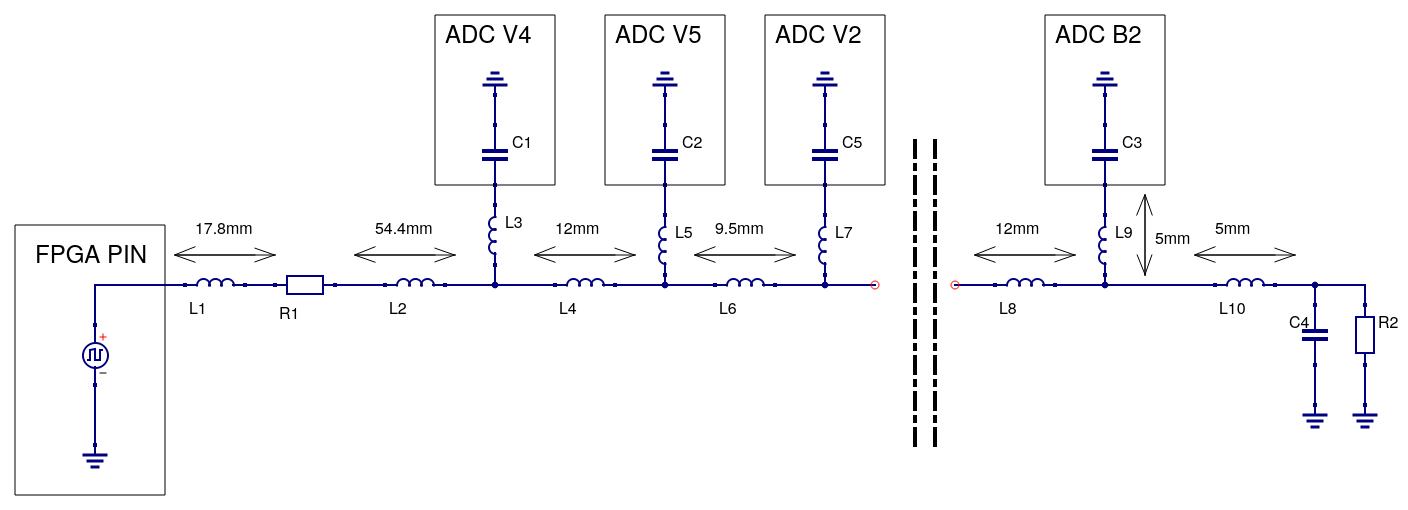 ADC V4
ADC V5
ADC V2
ADC B2
C1
C2
C5
C3
L3
L5
L7
L9
FPGA PIN
17.8mm
54.4mm
12mm
9.5mm
12mm
5mm
5mm
L1
R1
L2
L4
L6
L8
L10
C4
R2
+
−